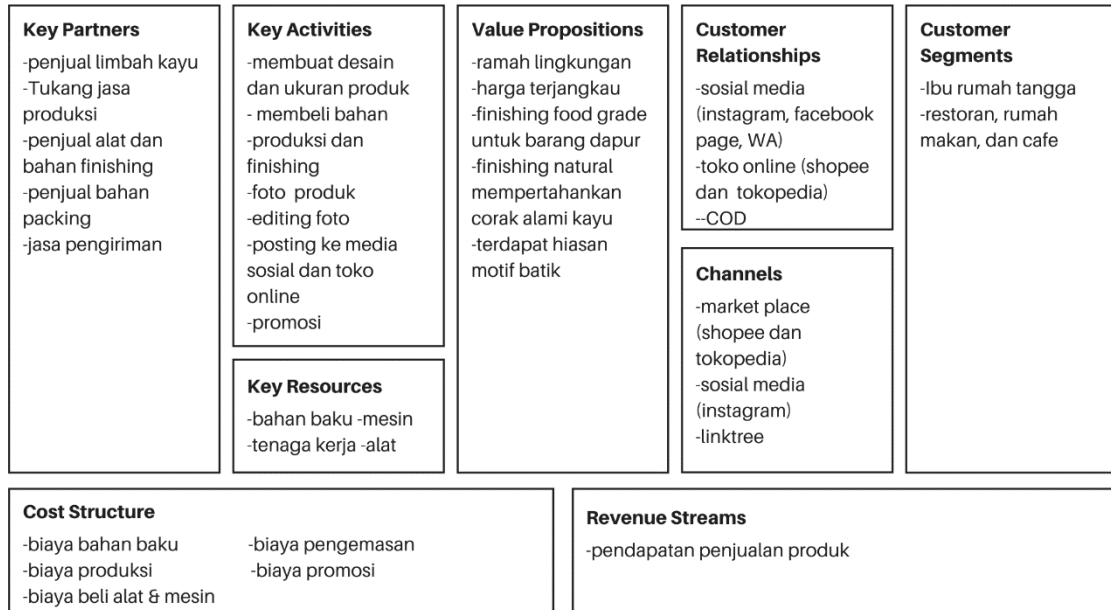 Key Partners
-penjual limbah kayu
-Tukang jasa
produksi
-penjual alat dan
bahan finishing
-penjual bahan
packing
-jasa pengiriman
Key Activities
-membuat desain
dan ukuran produk
- membeli bahan
-produksi dan
finishing
-foto produk
-editing foto
-posting ke media
sosial dan toko
online
-promosi
Key Resources
-bahan baku -mesin
-tenaga kerja -alat
Value Propositions
-ramah lingkungan
-harga terjangkau
-finishing food grade
untuk barang dapur
-finishing natural
mempertahankan
corak alami kayu
-terdapat hiasan
motif batik
Customer
Relationships
-sosial media
(instagram, facebook
page, WA)
-toko online (shopee
dan tokopedia)
--COD
Channels
-market place
(shopee dan
tokopedia)
-sosial media
(instagram)
-linktree
Customer
Segments
-Ibu rumah tangga
-restoran, rumah
makan, dan cafe
Cost Structure
-biaya bahan baku
-biaya produksi
-biaya beli alat & mesin
-biaya pengemasan
-biaya promosi
Revenue Streams
-pendapatan penjualan produk